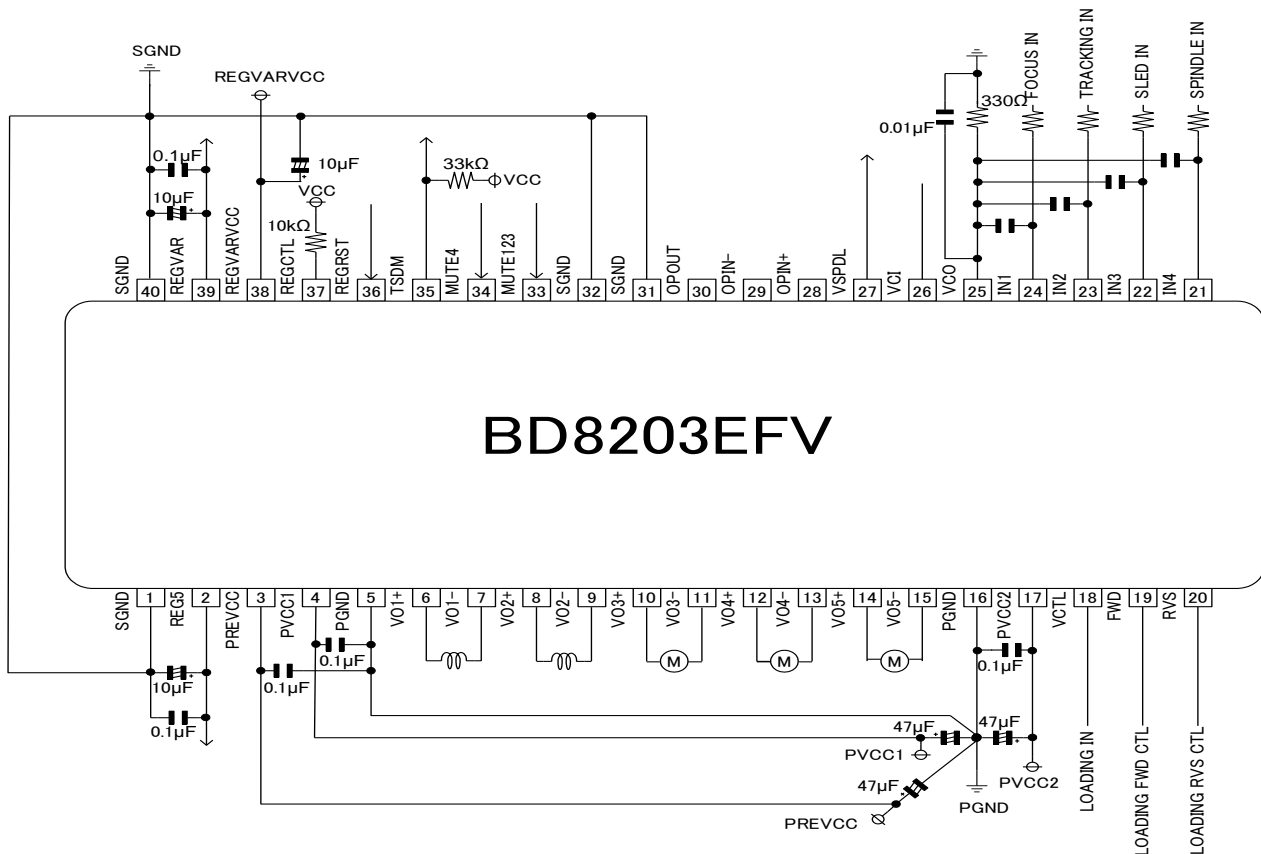 SGND
REGVARVCC
0.1μF
10μF
10μF
VCC
10kΩ
33kΩ
VCC
0.01μF
330Ω
FOCUS IN
TRACKING IN
SLED IN
SPINDLE IN
SGND
REGVAR
REGVARVCC
REGCTL
REGRST
TSDM
MUTE4
MUTE123
SGND
SGND
OPOUT
OPIN-
OPIN+
VSPDL
VCI
VCO
IN1
IN2
IN3
IN4
40 39 38 37 36 35 34 33 32 31 30 29 28 27 26 25 24 23 22 21
BD8203EFV
1 2 3 4 5 6 7 8 9 10 11 12 13 14 15 16 17 18 19 20
SGND
REG5
PREVCC
PVCC1
PGND
VO1+
VO1-
VO2+
VO2-
VO3+
VO3-
VO4+
VO4-
VO5+
VO5-
PGND
PVCC2
VCTL
FWD
RVS
M M M
0.1μF
0.1μF
0.1μF
10μF
0.1μF
47μF
47μF
PVCC1
PVCC2
47μF
PGND
PREVCC
LOADING IN
LOADING FWD CTL
LOADING RVS CTL